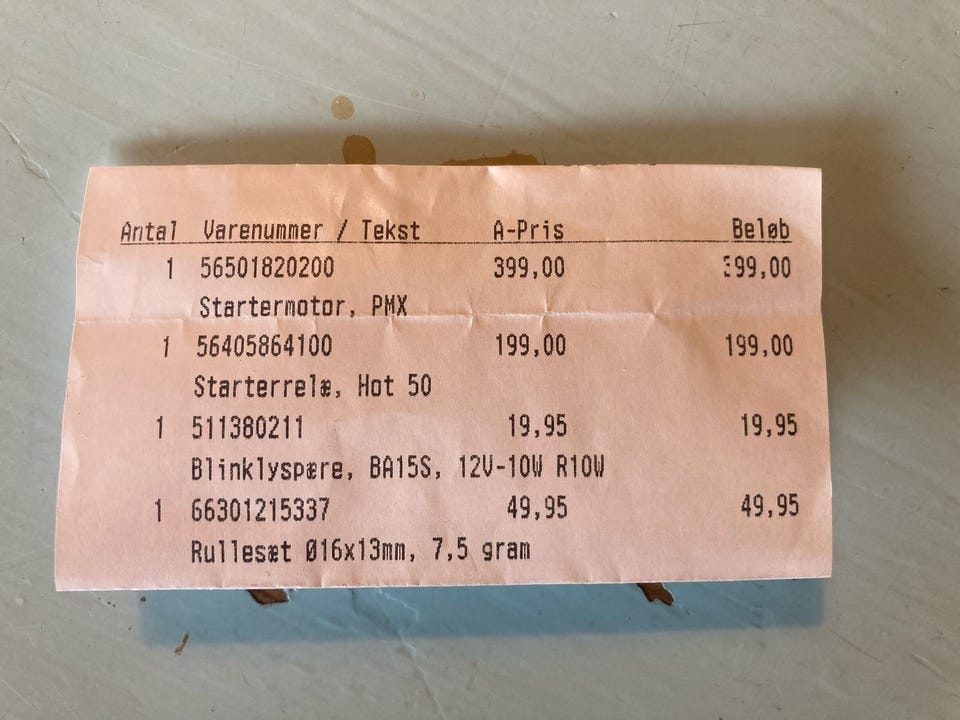 Antal Varenummer / Tekst A-Pris Beløb
1 56501820200 399,00 399,00
Startermotor, PMX
1 56405864100 199,00 199,00
Starterrelæ, Hot 50
1 511380211 19,95 19,95
Blinklyspære, BA15S, 12V-10W R10W
1 66301215337 49,95 49,95
Rullesæt Ø16x13mm, 7,5 gram